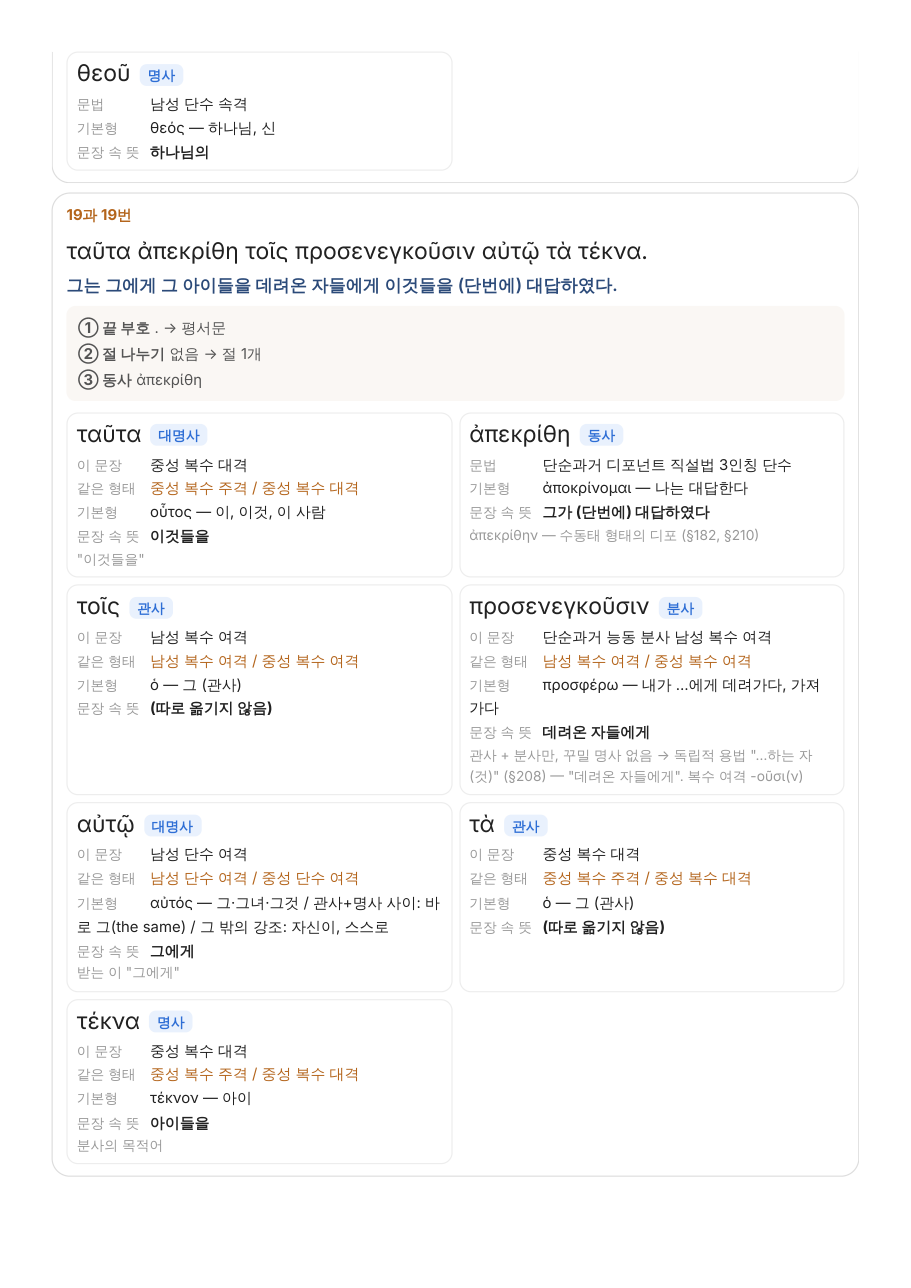 θεοῦ 명사
문법 남성 단수 속격
기본형 θεός — 하나님, 신
문장 속 뜻 하나님의
19과 19번
ταῦτα ἀπεκρίθη τοῖς προσενεγκοῦσιν αὐτῷ τὰ τέκνα.
그는 그에게 그 아이들을 데려온 자들에게 이것들을 (단번에) 대답하였다.
① 끝 부호 . → 평서문
② 절 나누기 없음 → 절 1개
③ 동사 ἀπεκρίθη
ταῦτα 대명사
이 문장 중성 복수 대격
같은 형태 중성 복수 주격 / 중성 복수 대격
기본형 οὗτος — 이, 이것, 이 사람
문장 속 뜻 이것들을
"이것들을"
ἀπεκρίθη 동사
문법 단순과거 디포넌트 직설법 3인칭 단수
기본형 ἀποκρίνομαι — 나는 대답한다
문장 속 뜻 그가 (단번에) 대답하였다
ἀπεκρίθην — 수동태 형태의 디포 (§182, §210)
τοῖς 관사
이 문장 남성 복수 여격
같은 형태 남성 복수 여격 / 중성 복수 여격
기본형 ὁ — 그 (관사)
문장 속 뜻 (따로 옮기지 않음)
προσενεγκοῦσιν 분사
이 문장 단순과거 능동 분사 남성 복수 여격
같은 형태 남성 복수 여격 / 중성 복수 여격
기본형 προσφέρω — 내가 …에게 데려가다, 가져
가다
문장 속 뜻 데려온 자들에게
관사 + 분사만, 꾸밀 명사 없음 → 독립적 용법 "…하는 자
(것)" (§208) — "데려온 자들에게". 복수 여격 -οῦσι(ν)
αὐτῷ 대명사
이 문장 남성 단수 여격
같은 형태 남성 단수 여격 / 중성 단수 여격
기본형 αὐτός — 그·그녀·그것 / 관사+명사 사이: 바
로 그(the same) / 그 밖의 강조: 자신이, 스스로
문장 속 뜻 그에게
받는 이 "그에게"
τὰ 관사
이 문장 중성 복수 대격
같은 형태 중성 복수 주격 / 중성 복수 대격
기본형 ὁ — 그 (관사)
문장 속 뜻 (따로 옮기지 않음)
τέκνα 명사
이 문장 중성 복수 대격
같은 형태 중성 복수 주격 / 중성 복수 대격
기본형 τέκνον — 아이
문장 속 뜻 아이들을
분사의 목적어